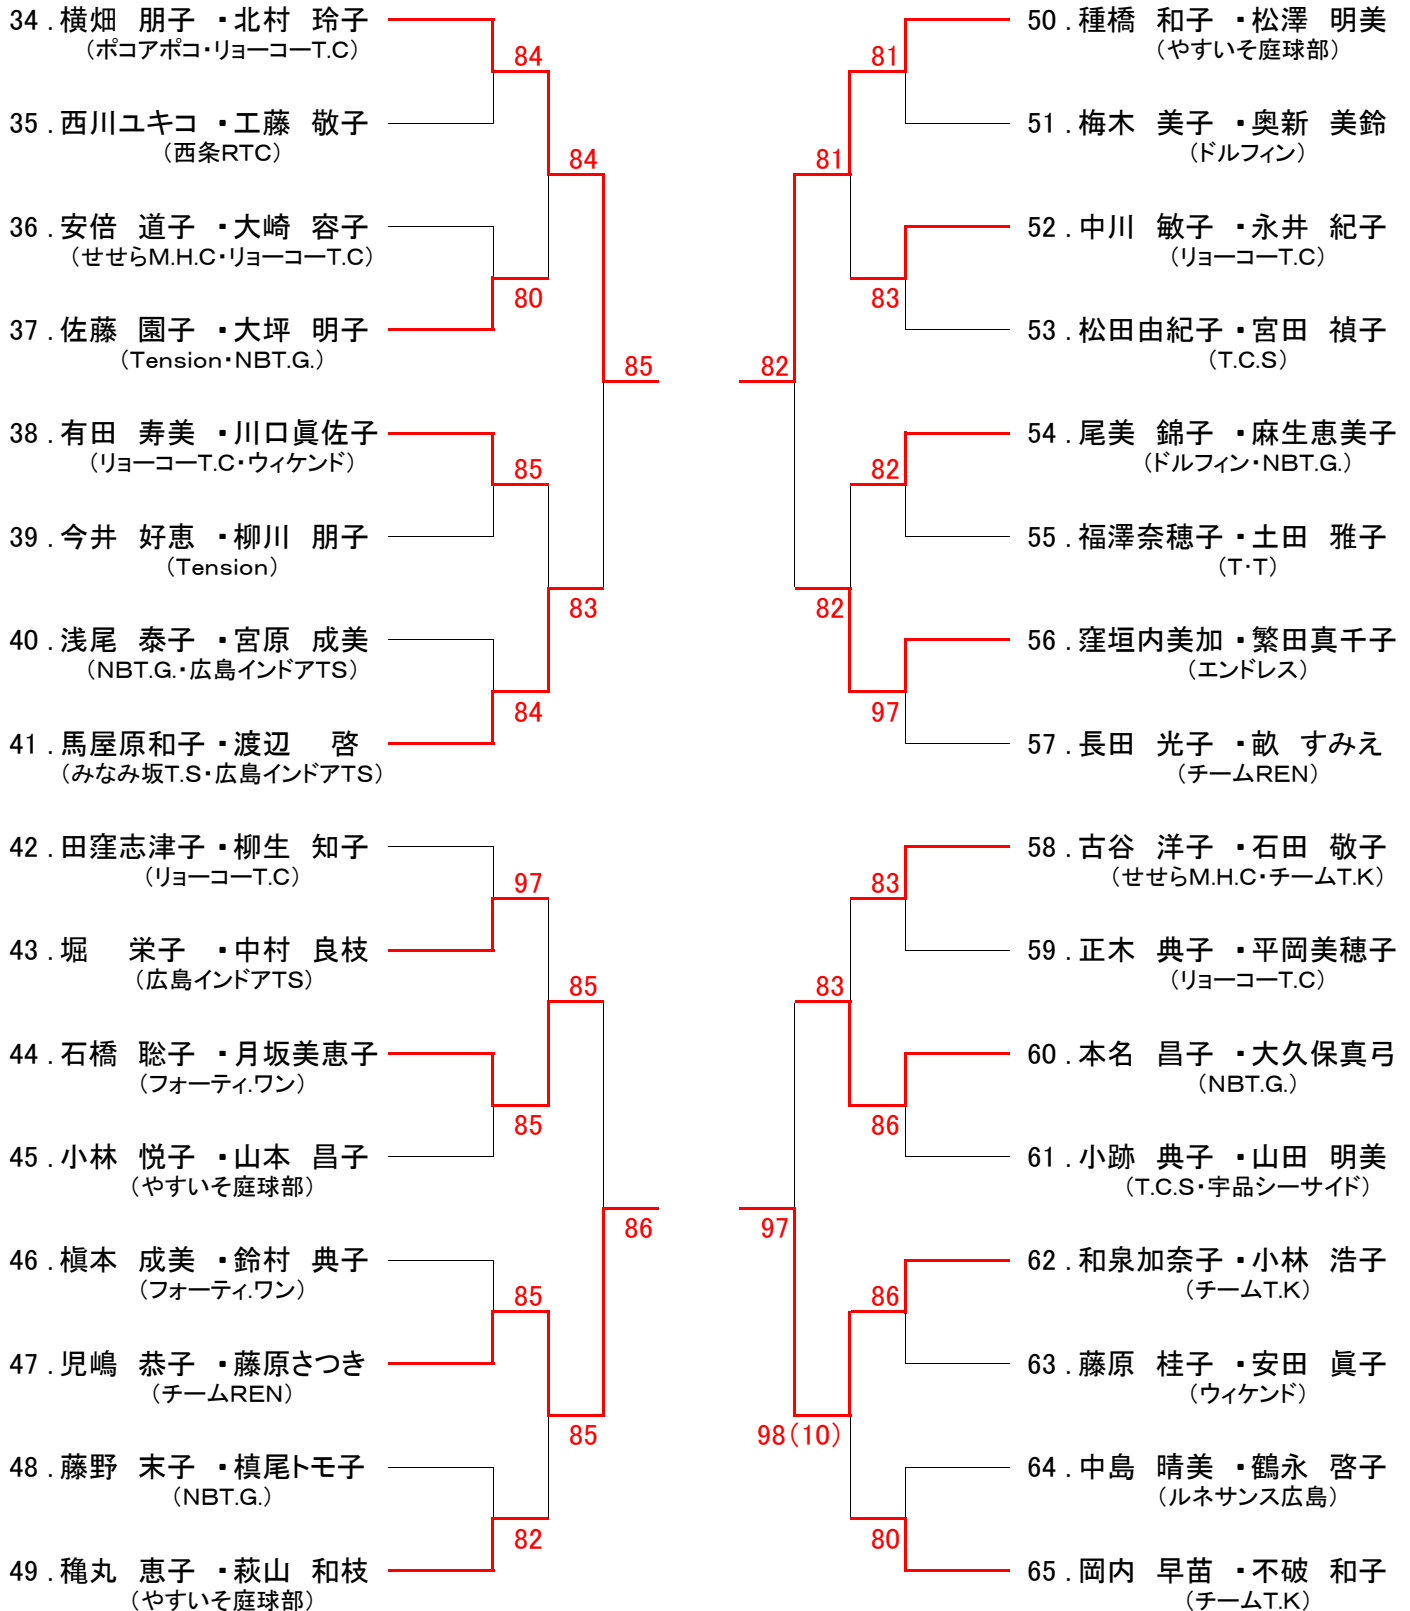 34 . 横畑　朋子　・北村　玲子
（ポコアポコ・リョーコーT.C）
84
35 . 西川ユキコ　・工藤　敬子
（西条RTC）
84
36 . 安倍　道子　・大崎　容子
（せせらM.H.C・リョーコーT.C）
80
37 . 佐藤　園子　・大坪　明子
（Tension・NBT.G.）
85
38 . 有田　寿美　・川口眞佐子
（リョーコーT.C・ウィケンド）
85
39 . 今井　好恵　・柳川　朋子
（Tension）
83
40 . 浅尾　泰子　・宮原　成美
（NBT.G.・広島インドアTS）
84
41 . 馬屋原和子　・渡辺　啓
（みなみ坂T.S・広島インドアTS）
42 . 田窪志津子　・柳生　知子
（リョーコーT.C）
97
43 . 堀　栄子　・中村　良枝
（広島インドアTS）
85
44 . 石橋　聡子　・月坂美恵子
（フォーティ.ワン）
85
45 . 小林　悦子　・山本　昌子
（やすいそ庭球部）
86
46 . 槇本　成美　・鈴村　典子
（フォーティ.ワン）
85
47 . 児嶋　恭子　・藤原さつき
（チームREN）
85
48 . 藤野　末子　・槙尾トモ子
（NBT.G.）
82
49 . 穐丸　恵子　・萩山　和枝
（やすいそ庭球部）
50 . 種橋　和子　・松澤　明美
（やすいそ庭球部）
81
51 . 梅木　美子　・奥新　美鈴
（ドルフィン）
81
52 . 中川　敏子　・永井　紀子
（リョーコーT.C）
83
53 . 松田由紀子　・宮田　禎子
（T.C.S）
82
54 . 尾美　錦子　・麻生恵美子
（ドルフィン・NBT.G.）
82
55 . 福澤奈穂子　・土田　雅子
（T・T）
82
56 . 窪垣内美加　・繁田真千子
（エンドレス）
97
57 . 長田　光子　・畝　すみえ
（チームREN）
58 . 古谷　洋子　・石田　敬子
（せせらM.H.C・チームT.K）
83
59 . 正木　典子　・平岡美穂子
（リョーコーT.C）
83
60 . 本名　昌子　・大久保真弓
（NBT.G.）
86
61 . 小跡　典子　・山田　明美
（T.C.S・宇品シーサイド）
97
62 . 和泉加奈子　・小林　浩子
（チームT.K）
86
63 . 藤原　桂子　・安田　眞子
（ウィケンド）
98（10）
64 . 中島　晴美　・鶴永　啓子
（ルネサンス広島）
80
65 . 岡内　早苗　・不破　和子
（チームT.K）